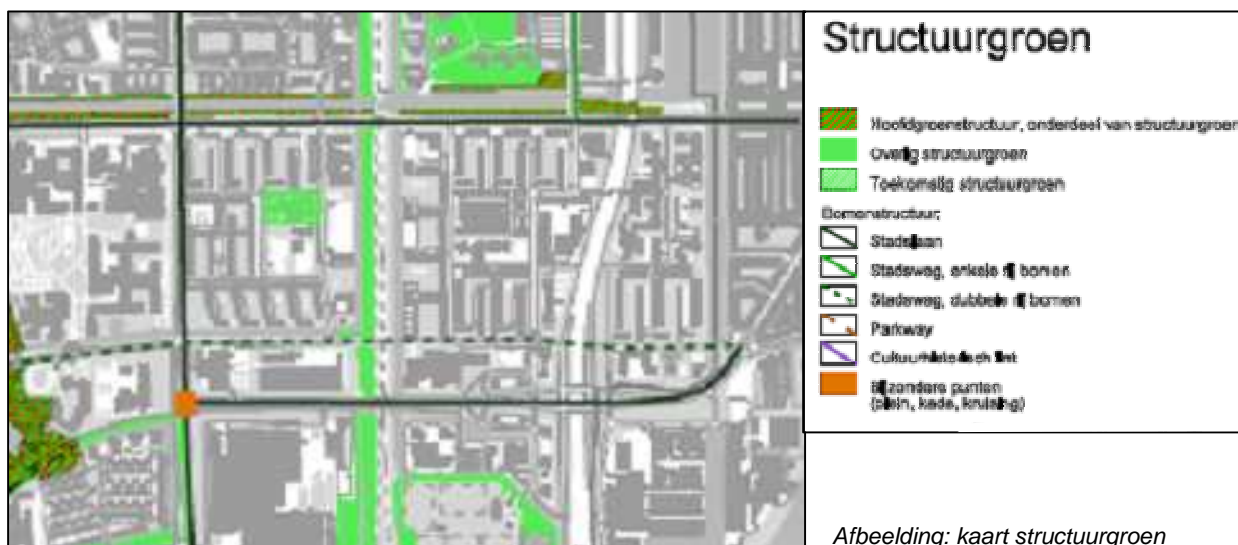 Structuurgroen
Hoofdgroenstructuur, onderdeel van structuurgroen
Overig structuurgroen
Toekomstig structuurgroen
Bomenstructuur:
Stadslaan
Stadsweg, enkele rij bomen
Stadsweg, dubbele rij bomen
Parkway
Cultuurhistorisch lint
Bijzondere punten
(plein, kade, kruising)
Afbeelding: kaart structuurgroen